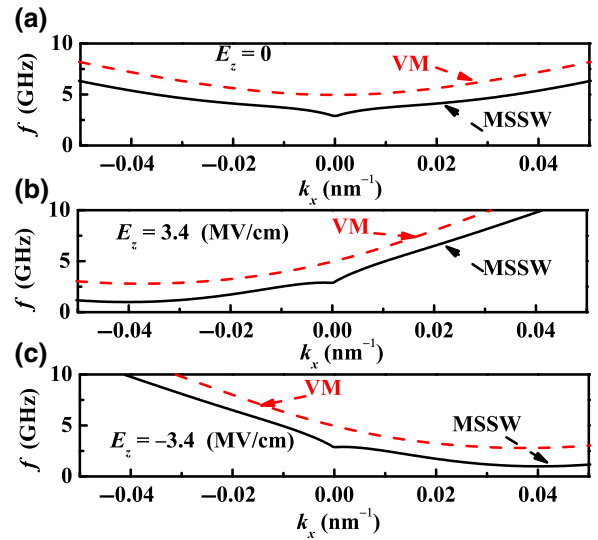 (a)
10
E_z = 0
VM
5
MSSW
0
f (GHz)
−0.04 −0.02 0.00 0.02 0.04
k_x (nm⁻¹)
(b)
10
E_z = 3.4 (MV/cm)
VM
5
MSSW
0
f ((GHz)
−0.04 −0.02 0.00 0.02 0.04
k_x (nm⁻¹)
(c)
10
VM
5
MSSW
E_z = −3.4 (MV/cm)
0
f (GHz)
−0.04 −0.02 0.00 0.02 0.04
k_x (nm⁻¹)